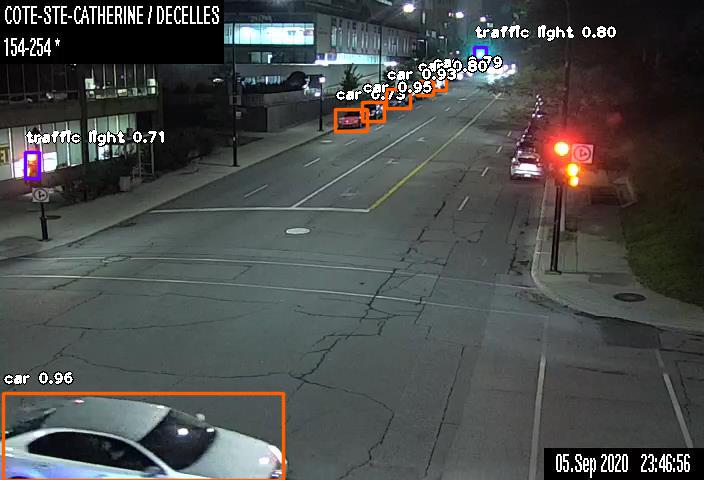 COTE-STE-CATHERINE / DECELLES
154-254 *
traffic light 0.80
car 0.93
car 0.95
traffic light 0.71
car 0.96
05.Sep 2020 23:46:56